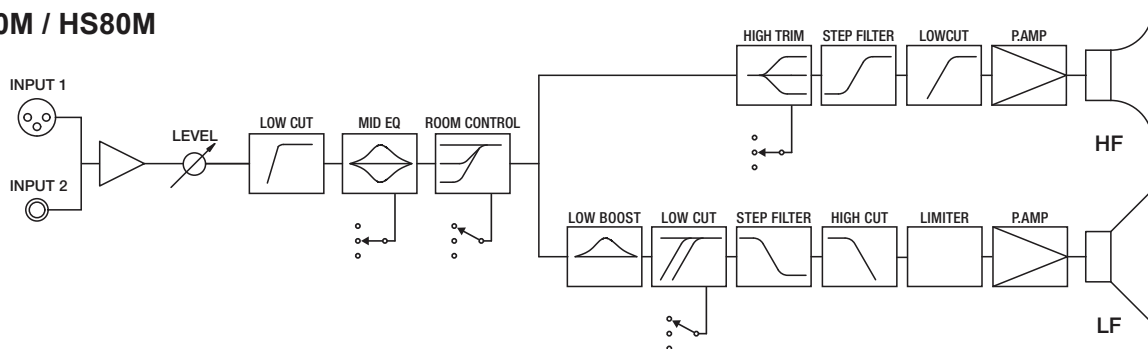 0M / HS80M
INPUT 1
INPUT 2
LEVEL
LOW CUT
MID EQ
ROOM CONTROL
HIGH TRIM
STEP FILTER
LOWCUT
P.AMP
HF
LOW BOOST
LOW CUT
STEP FILTER
HIGH CUT
LIMITER
P.AMP
LF